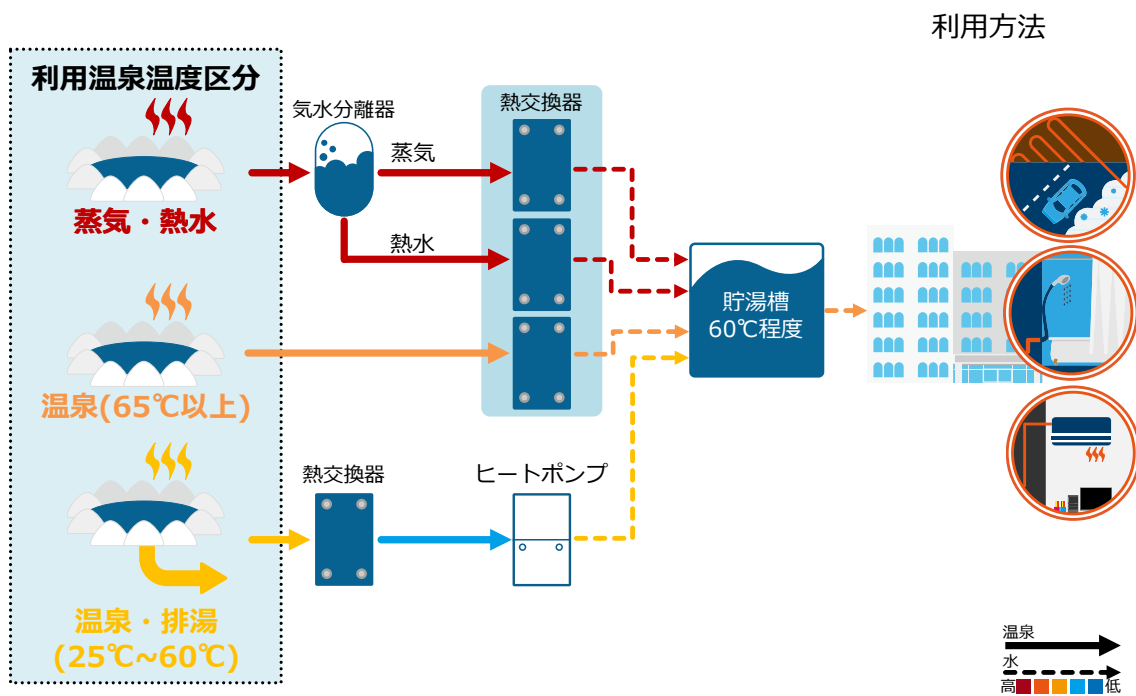 利用方法
利用温泉温度区分
蒸気・熱水
温泉(65℃以上)
温泉・排湯
(25℃~60℃)
気水分離器
蒸気
熱水
熱交換器
熱交換器
ヒートポンプ
貯湯槽
60℃程度
温泉
水
高 低